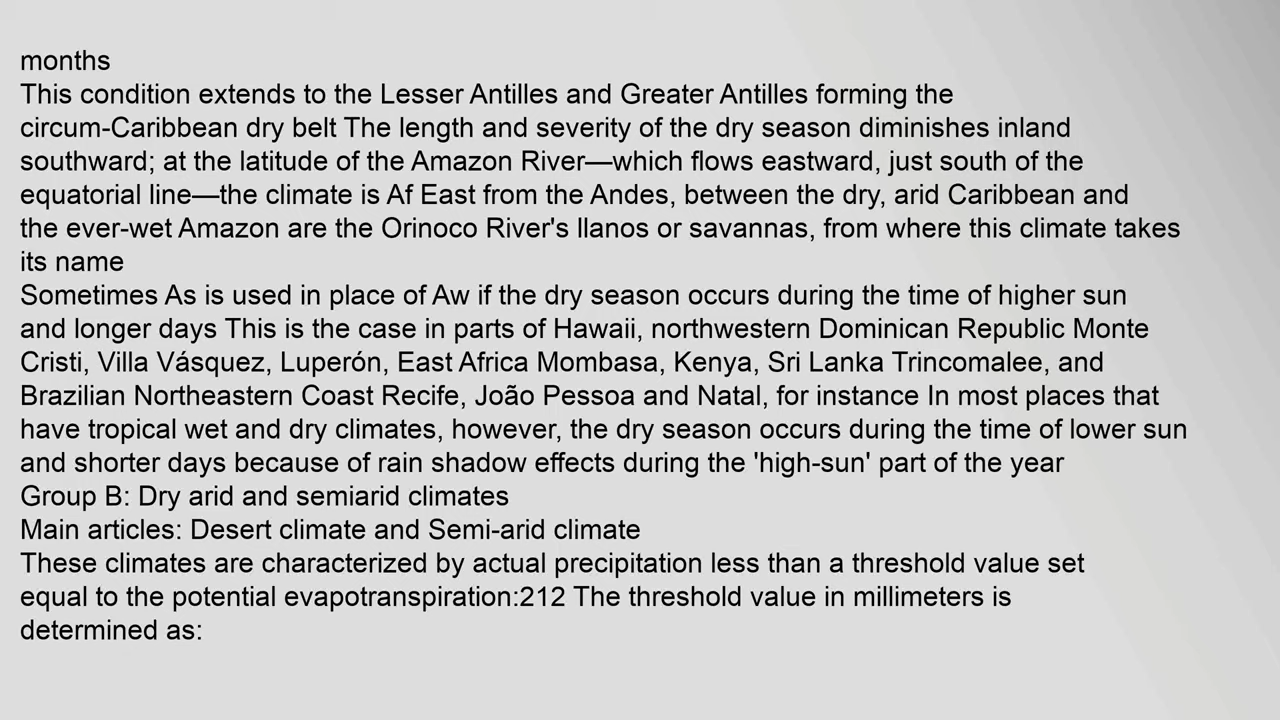 months
This condition extends to the Lesser Antilles and Greater Antilles forming the
circum-Caribbean dry belt The length and severity of the dry season diminishes inland
southward; at the latitude of the Amazon River—which flows eastward, just south of the
equatorial line—the climate is Af East from the Andes, between the dry, arid Caribbean and
the ever-wet Amazon are the Orinoco River's llanos or savannas, from where this climate takes
its name
Sometimes As is used in place of Aw if the dry season occurs during the time of higher sun
and longer days This is the case in parts of Hawaii, northwestern Dominican Republic Monte
Cristi, Villa Vásquez, Luperón, East Africa Mombasa, Kenya, Sri Lanka Trincomalee, and
Brazilian Northeastern Coast Recife, João Pessoa and Natal, for instance In most places that
have tropical wet and dry climates, however, the dry season occurs during the time of lower sun
and shorter days because of rain shadow effects during the 'high-sun' part of the year
Group B: Dry arid and semiarid climates
Main articles: Desert climate and Semi-arid climate
These climates are characterized by actual precipitation less than a threshold value set
equal to the potential evapotranspiration:212 The threshold value in millimeters is
determined as: